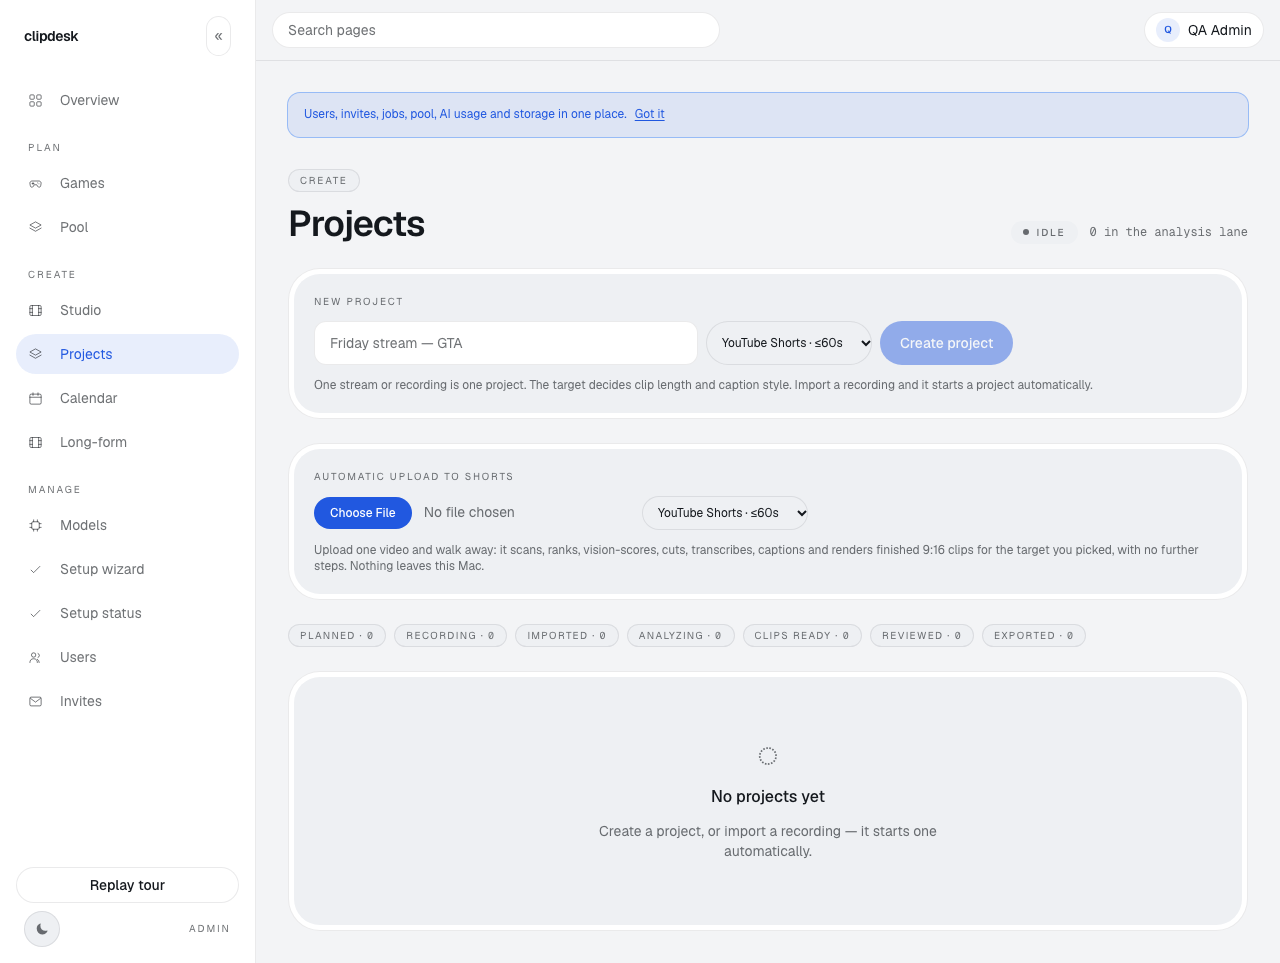 clipdesk
«
Overview
PLAN
Games
Pool
CREATE
Studio
Projects
Calendar
Long-form
MANAGE
Models
Setup wizard
Setup status
Users
Invites
Replay tour
ADMIN
Search pages
Q QA Admin
Users, invites, jobs, pool, AI usage and storage in one place. Got it
CREATE
Projects
IDLE 0 in the analysis lane
NEW PROJECT
Friday stream — GTA YouTube Shorts · ≤60s Create project
One stream or recording is one project. The target decides clip length and caption style. Import a recording and it starts a project automatically.
AUTOMATIC UPLOAD TO SHORTS
Choose File No file chosen YouTube Shorts · ≤60s
Upload one video and walk away: it scans, ranks, vision-scores, cuts, transcribes, captions and renders finished 9:16 clips for the target you picked, with no further
steps. Nothing leaves this Mac.
PLANNED · 0 RECORDING · 0 IMPORTED · 0 ANALYZING · 0 CLIPS READY · 0 REVIEWED · 0 EXPORTED · 0
No projects yet
Create a project, or import a recording — it starts one
automatically.